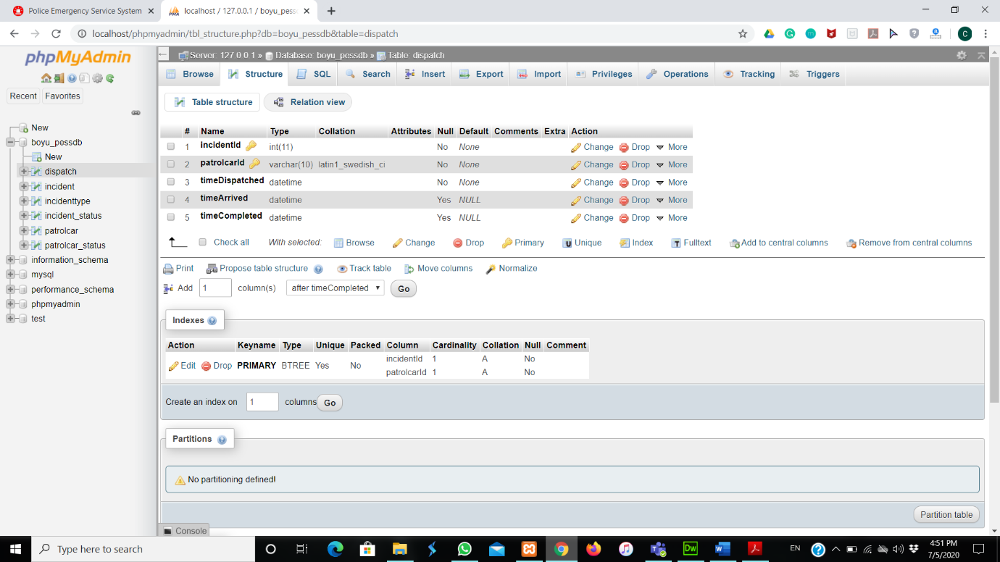 Police Emergency Service System
localhost / 127.0.0.1 / boyu_pess
localhost/phpmyadmin/tbl_structure.php?db=boyu_pessdb&table=dispatch
C
phpMyAdmin
Recent Favorites
New
boyu_pessdb
New
dispatch
incident
incidenttype
incident_status
patrolcar
patrolcar_status
information_schema
mysql
performance_schema
phpmyadmin
test
Server: 127.0.0.1 » Database: boyu_pessdb » Table: dispatch
Browse Structure SQL Search Insert Export Import Privileges Operations Tracking Triggers
Table structure Relation view
# Name Type Collation Attributes Null Default Comments Extra Action
1 incidentId int(11) No None Change Drop More
2 patrolcarId varchar(10) latin1_swedish_ci No None Change Drop More
3 timeDispatched datetime No None Change Drop More
4 timeArrived datetime Yes NULL Change Drop More
5 timeCompleted datetime Yes NULL Change Drop More
Check all With selected: Browse Change Drop Primary Unique Index Fulltext Add to central columns Remove from central columns
Print Propose table structure Track table Move columns Normalize
Add 1 column(s) after timeCompleted Go
Indexes
Action Keyname Type Unique Packed Column Cardinality Collation Null Comment
Edit Drop PRIMARY BTREE Yes No incidentId 1 A No
patrolcarId 1 A No
Create an index on 1 columns Go
Partitions
No partitioning defined!
Partition table
Console
Type here to search
Dw
EN
4:51 PM
7/5/2020